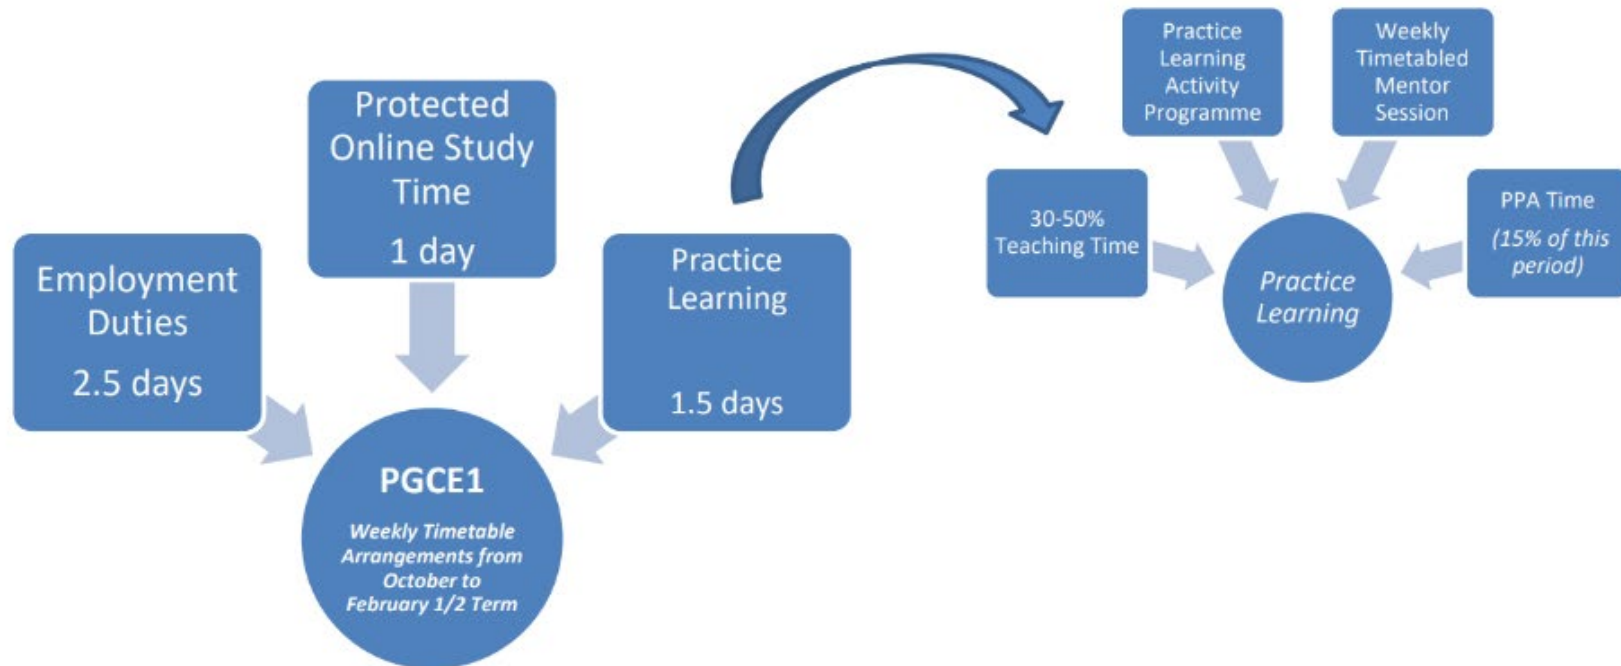 Employment
Duties
2.5 days
Protected
Online Study
Time
1 day
Practice
Learning
1.5 days
PGCE1
Weekly Timetable
Arrangements from
October to
February 1/2 Term
30-50%
Teaching Time
Practice
Learning
Activity
Programme
Weekly
Timetabled
Mentor
Session
PPA Time
(15% of this
period)
Practice
Learning